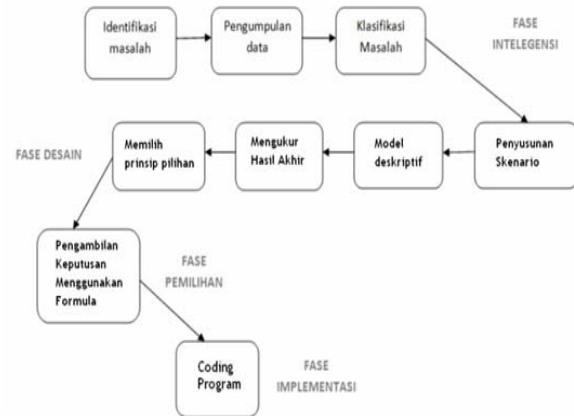 Identifikasi
masalah
Pengumpulan
data
Klasifikasi
Masalah
FASE
INTELEGENSI
FASE DESAIN
Memilih
prinsip pilihan
Mengukur
Hasil Akhir
Model
deskriptif
Penyusunan
Skenario
Pengambilan
Keputusan
Menggunakan
Formula
FASE
PEMILIHAN
Coding
Program
FASE
IMPLEMENTASI